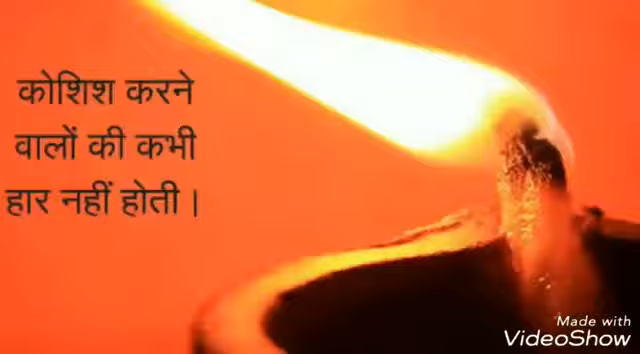 कोशिश करने
वालों की कभी
हार नहीं होती।
Made with
VideoShow